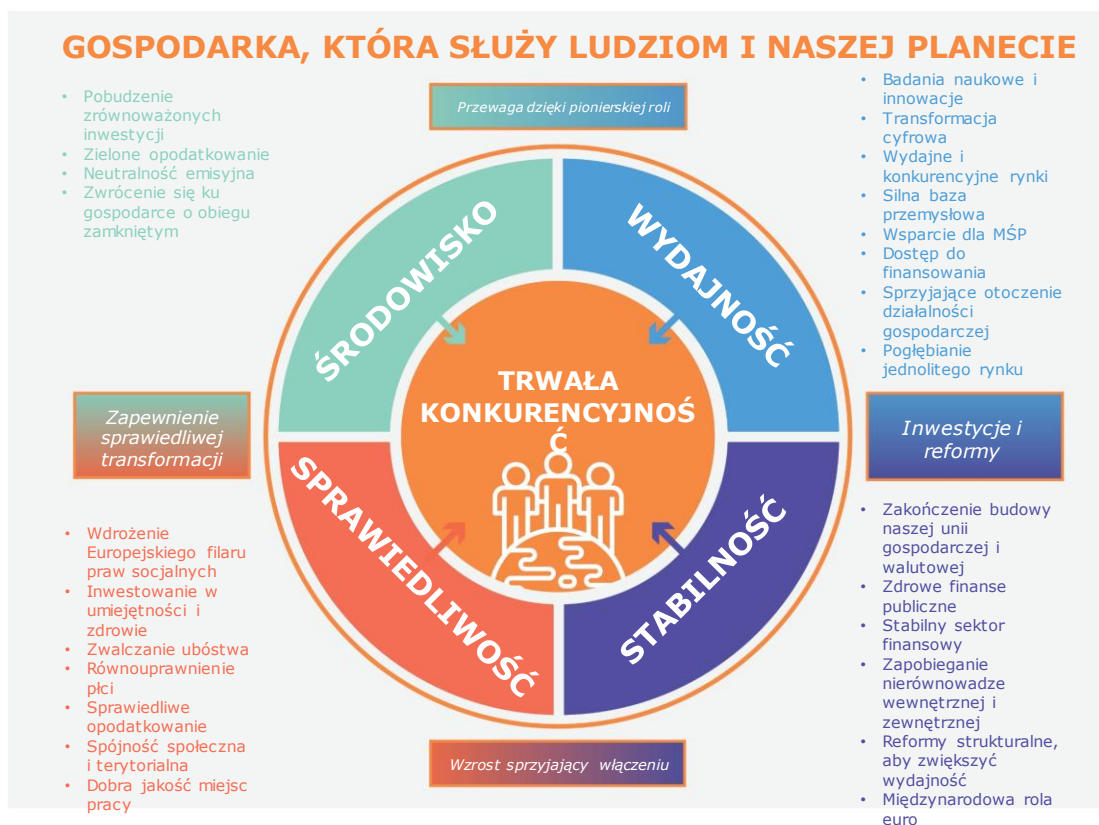 GOSPODARKA, KTÓRA SŁUŻY LUDZIOM I NASZEJ PLANECIE
• Pobudzenie
zrównoważonych
inwestycji
• Zielone opodatkowanie
• Neutralność emisyjna
• Zwrócenie się ku
gospodarce o obiegu
zamkniętym
Przewaga dzięki pionierskiej roli
• Badania naukowe i
innowacje
• Transformacja
cyfrowa
• Wydajne i
konkurencyjne rynki
• Silna baza
przemysłowa
• Wsparcie dla MŚP
• Dostęp do
finansowania
• Sprzyjające otoczenie
działalności
gospodarczej
• Pogłębianie
jednolitego rynku
ŚRODOWISKO
WYDAJNOŚĆ
TRWAŁA
KONKURENCYJNOŚ
Ć
Zapewnienie
sprawiedliwej
transformacji
Inwestycje i
reformy
SPRAWIEDLIWOŚĆ
STABILNOŚĆ
• Wdrożenie
Europejskiego filaru
praw socjalnych
• Inwestowanie w
umiejętności i
zdrowie
• Zwalczanie ubóstwa
• Równouprawnienie
płci
• Sprawiedliwe
opodatkowanie
• Spójność społeczna
i terytorialna
• Dobra jakość miejsc
pracy
Wzrost sprzyjający włączeniu
• Zakończenie budowy
naszej unii
gospodarczej i
walutowej
• Zdrowe finanse
publiczne
• Stabilny sektor
finansowy
• Zapobieganie
nierównowadze
wewnętrznej i
zewnętrznej
• Reformy strukturalne,
aby zwiększyć
wydajność
• Międzynarodowa rola
euro